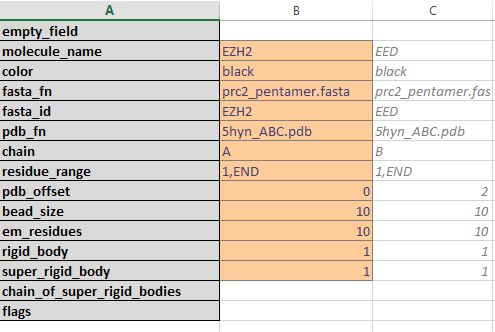 A B C
empty_field
molecule_name EZH2 EED
color black black
fasta_fn prc2_pentamer.fasta prc2_pentamer.fas
fasta_id EZH2 EED
pdb_fn 5hyn_ABC.pdb 5hyn_ABC.pdb
chain A B
residue_range 1,END 1,END
pdb_offset 0 2
bead_size 10 10
em_residues 10 10
rigid_body 1 1
super_rigid_body 1 1
chain_of_super_rigid_bodies
flags